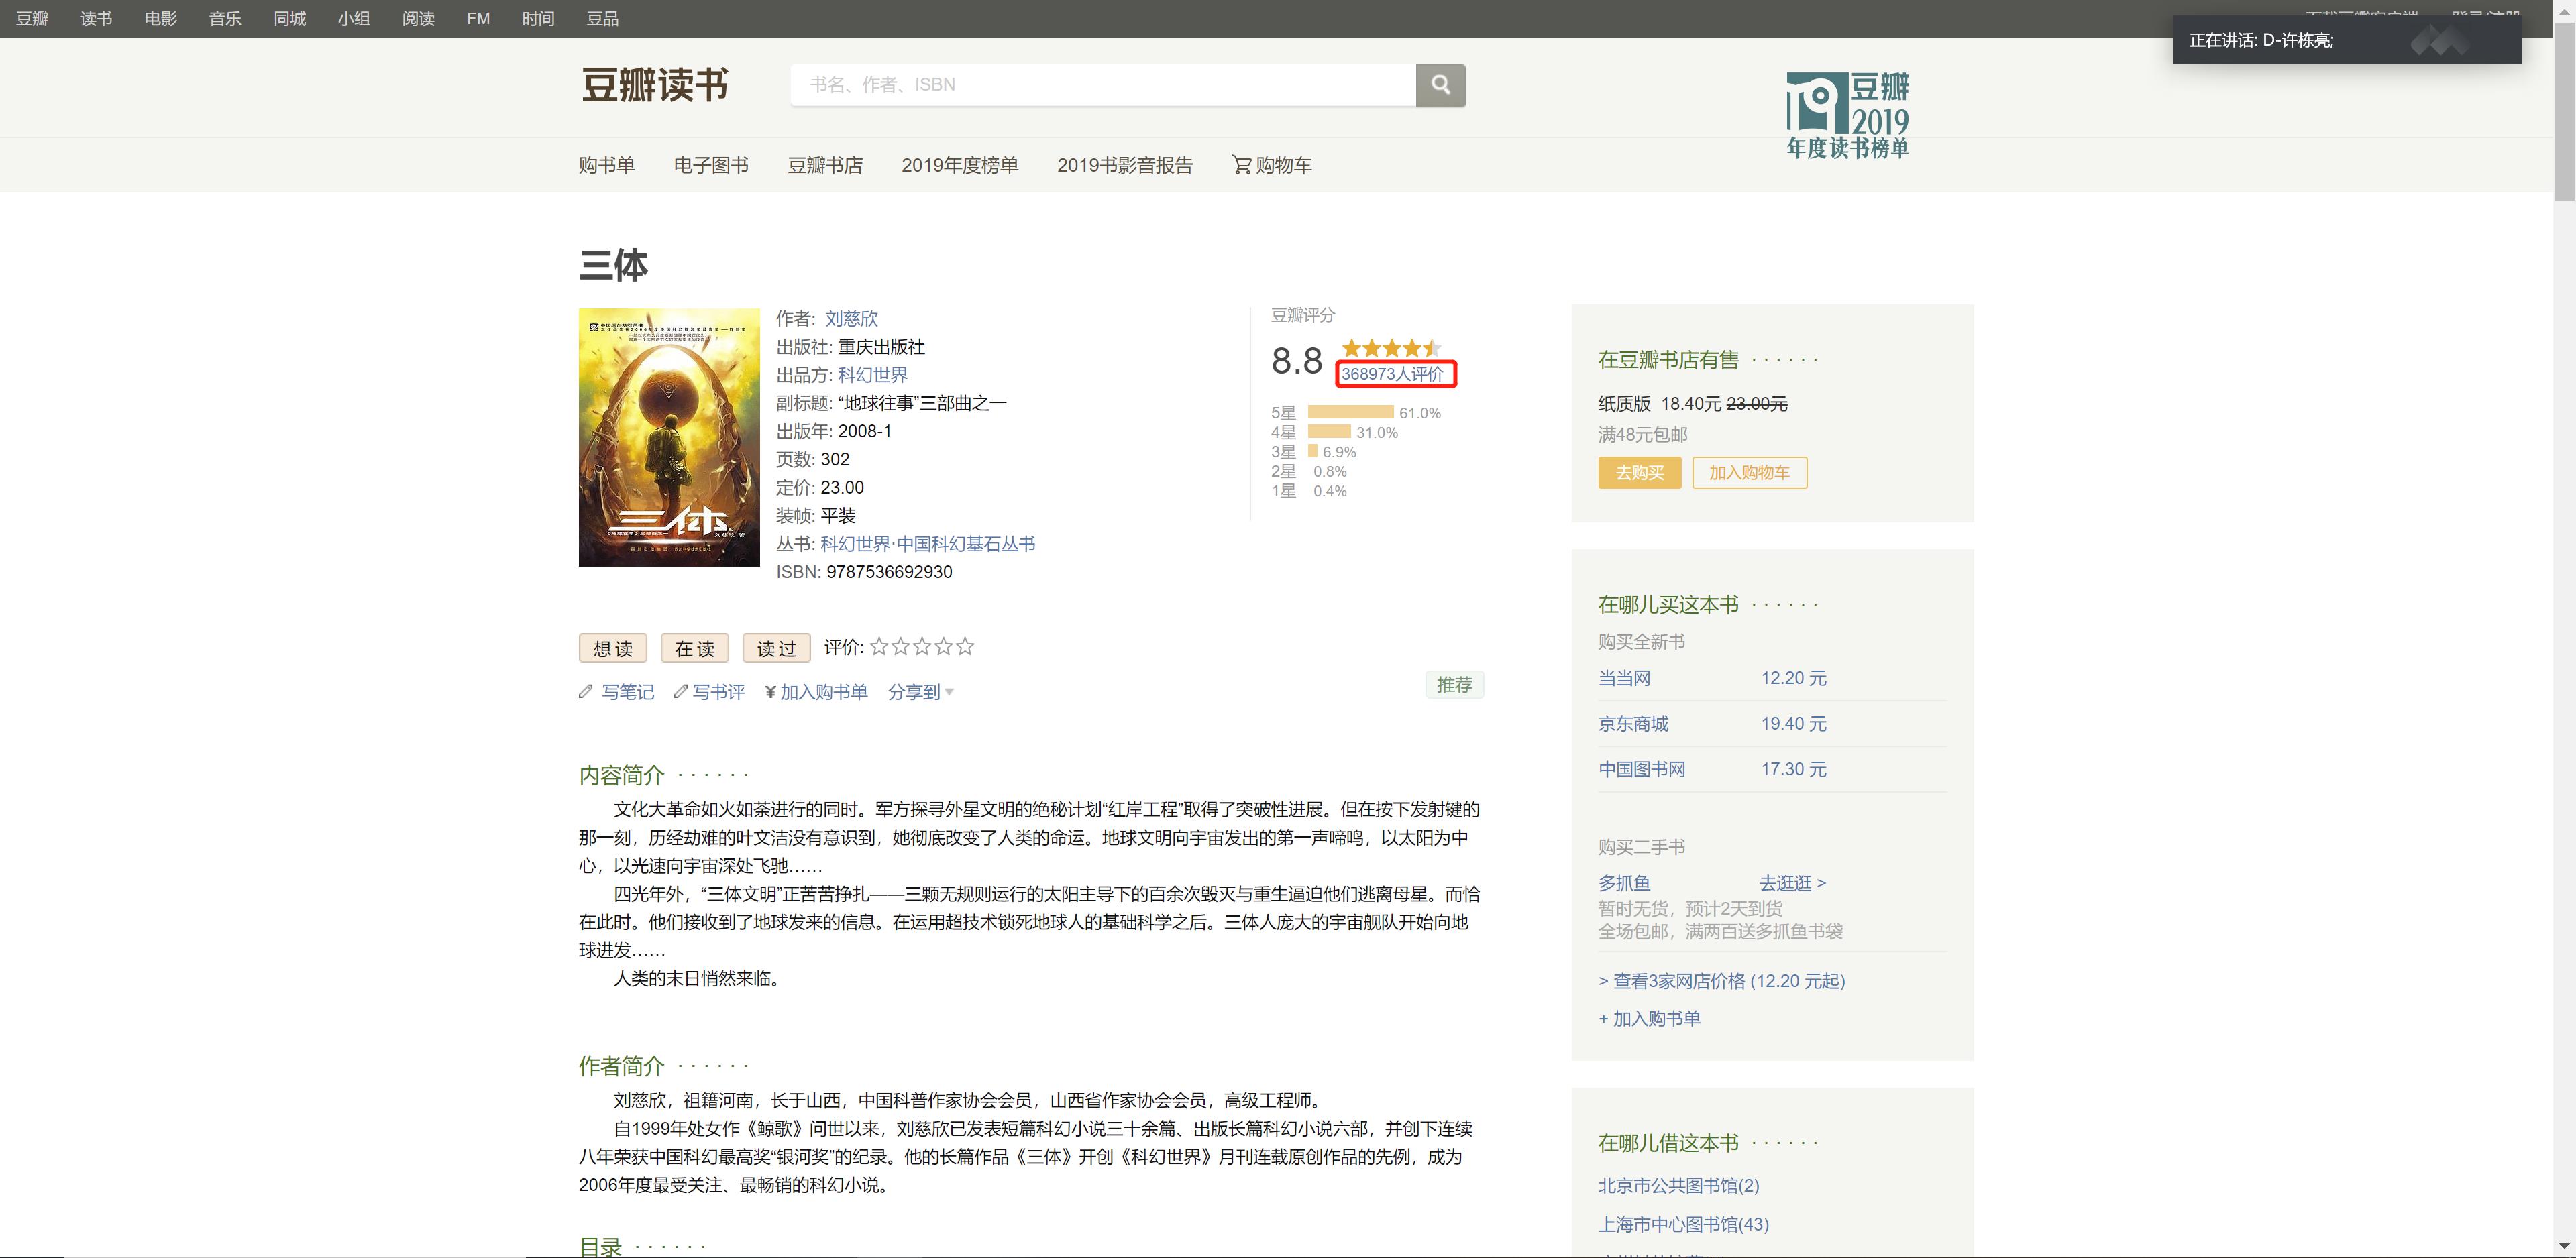 豆瓣 读书 电影 音乐 同城 小组 阅读 FM 时间 豆品
正在讲话: D-许栋亮;
豆瓣读书
书名、作者、ISBN
豆瓣
2019
年度读书榜单
购书单 电子图书 豆瓣书店 2019年度榜单 2019书影音报告 购物车
三体
三体
刘慈欣 著
作者: 刘慈欣
出版社: 重庆出版社
出品方: 科幻世界
副标题: “地球往事”三部曲之一
出版年: 2008-1
页数: 302
定价: 23.00
装帧: 平装
丛书: 科幻世界·中国科幻基石丛书
ISBN: 9787536692930
豆瓣评分
8.8
368973人评价
5星 61.0%
4星 31.0%
3星 6.9%
2星 0.8%
1星 0.4%
想读 在读 读过 评价:
写笔记 写书评 ¥加入购书单 分享到
推荐
内容简介 · · · · · ·
文化大革命如火如荼进行的同时。军方探寻外星文明的绝秘计划“红岸工程”取得了突破性进展。但在按下发射键的
那一刻，历经劫难的叶文洁没有意识到，她彻底改变了人类的命运。地球文明向宇宙发出的第一声啼鸣，以太阳为中
心，以光速向宇宙深处飞驰……
四光年外，“三体文明”正苦苦挣扎——三颗无规则运行的太阳主导下的百余次毁灭与重生逼迫他们逃离母星。而恰
在此时。他们接收到了地球发来的信息。在运用超技术锁死地球人的基础科学之后。三体人庞大的宇宙舰队开始向地
球进发……
人类的末日悄然来临。
作者简介 · · · · · ·
刘慈欣，祖籍河南，长于山西，中国科普作家协会会员，山西省作家协会会员，高级工程师。
自1999年处女作《鲸歌》问世以来，刘慈欣已发表短篇科幻小说三十余篇、出版长篇科幻小说六部，并创下连续
八年荣获中国科幻最高奖“银河奖”的纪录。他的长篇作品《三体》开创《科幻世界》月刊连载原创作品的先例，成为
2006年度最受关注、最畅销的科幻小说。
目录 · · · · · ·
在豆瓣书店有售 · · · · · ·
纸质版 18.40元 23.00元
满48元包邮
去购买 加入购物车
在哪儿买这本书 · · · · · ·
购买全新书
当当网 12.20 元
京东商城 19.40 元
中国图书网 17.30 元
购买二手书
多抓鱼 去逛逛 >
暂时无货，预计2天到货
全场包邮，满两百送多抓鱼书袋
> 查看3家网店价格 (12.20 元起)
+ 加入购书单
在哪儿借这本书 · · · · · ·
北京市公共图书馆(2)
上海市中心图书馆(43)